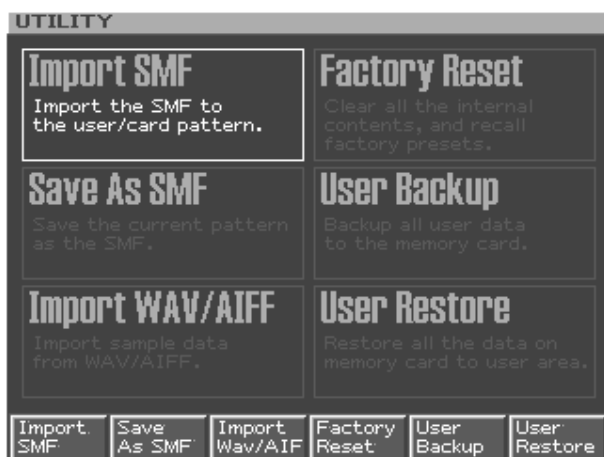 UTILITY
Import SMF
Import the SMF to
the user/card pattern.
Factory Reset
Clear all the internal
contents, and recall
factory presets.
Save As SMF
Save the current pattern
as the SMF.
User Backup
Backup all user data
to the memory card.
Import WAV/AIFF
Import sample data
from WAV/AIFF.
User Restore
Restore all the data on
memory card to user area.
Import
SMF
Save
As SMF
Import
Wav/AIF
Factory
Reset
User
Backup
User
Restore